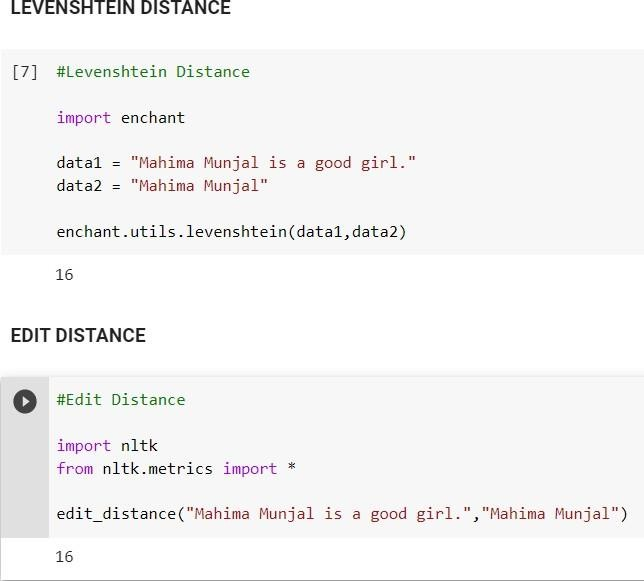 LEVENSHTEIN DISTANCE
[7] #Levenshtein Distance
import enchant
data1 = "Mahima Munjal is a good girl."
data2 = "Mahima Munjal"
enchant.utils.levenshtein(data1,data2)
16
EDIT DISTANCE
#Edit Distance
import nltk
from nltk.metrics import *
edit_distance("Mahima Munjal is a good girl.","Mahima Munjal")
16